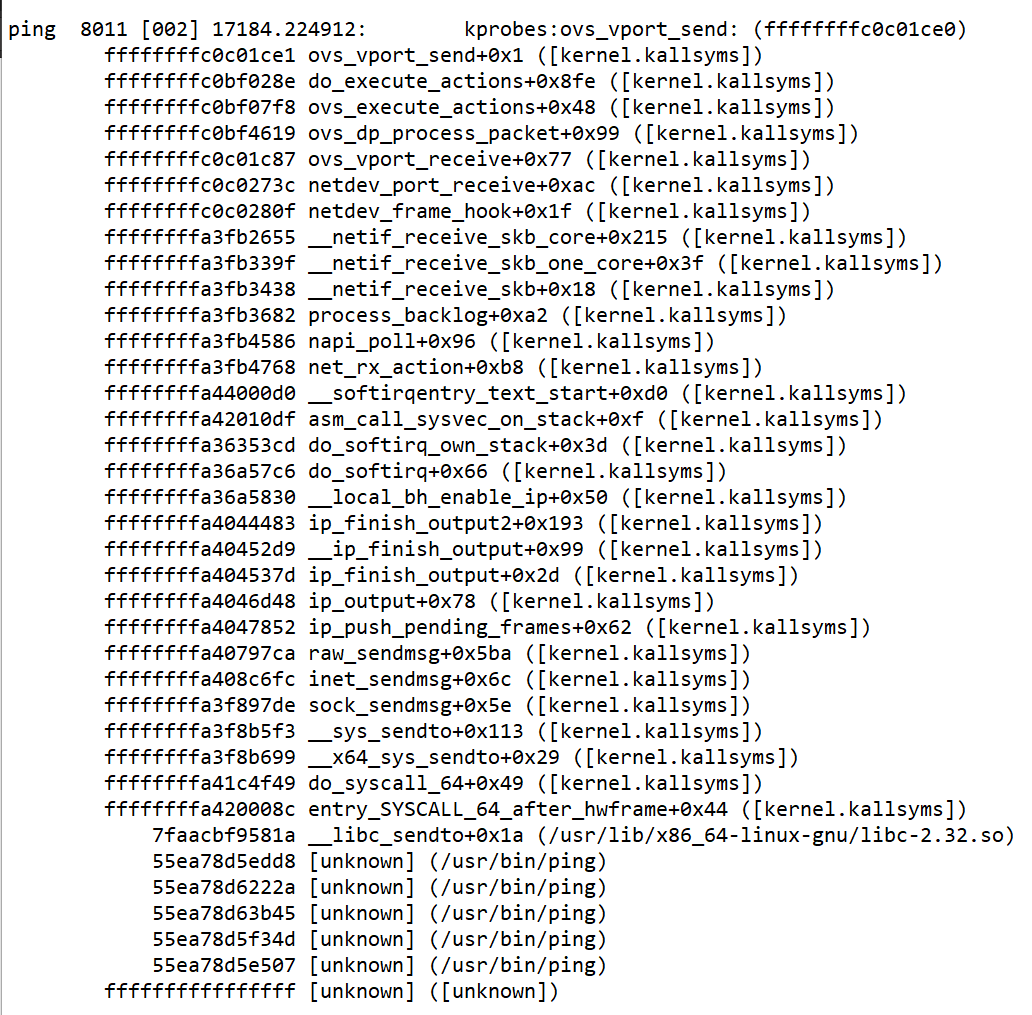 ping  8011 [002] 17184.224912:        kprobes:ovs_vport_send: (ffffffffc0c01ce0)
        ffffffffc0c01ce1 ovs_vport_send+0x1 ([kernel.kallsyms])
        ffffffffc0bf028e do_execute_actions+0x8fe ([kernel.kallsyms])
        ffffffffc0bf07f8 ovs_execute_actions+0x48 ([kernel.kallsyms])
        ffffffffc0bf4619 ovs_dp_process_packet+0x99 ([kernel.kallsyms])
        ffffffffc0c01c87 ovs_vport_receive+0x77 ([kernel.kallsyms])
        ffffffffc0c0273c netdev_port_receive+0xac ([kernel.kallsyms])
        ffffffffc0c0280f netdev_frame_hook+0x1f ([kernel.kallsyms])
        ffffffffa3fb2655 __netif_receive_skb_core+0x215 ([kernel.kallsyms])
        ffffffffa3fb339f __netif_receive_skb_one_core+0x3f ([kernel.kallsyms])
        ffffffffa3fb3438 __netif_receive_skb+0x18 ([kernel.kallsyms])
        ffffffffa3fb3682 process_backlog+0xa2 ([kernel.kallsyms])
        ffffffffa3fb4586 napi_poll+0x96 ([kernel.kallsyms])
        ffffffffa3fb4768 net_rx_action+0xb8 ([kernel.kallsyms])
        ffffffffa44000d0 __softirqentry_text_start+0xd0 ([kernel.kallsyms])
        ffffffffa42010df asm_call_sysvec_on_stack+0xf ([kernel.kallsyms])
        ffffffffa36353cd do_softirq_own_stack+0x3d ([kernel.kallsyms])
        ffffffffa36a57c6 do_softirq+0x66 ([kernel.kallsyms])
        ffffffffa36a5830 __local_bh_enable_ip+0x50 ([kernel.kallsyms])
        ffffffffa4044483 ip_finish_output2+0x193 ([kernel.kallsyms])
        ffffffffa40452d9 __ip_finish_output+0x99 ([kernel.kallsyms])
        ffffffffa404537d ip_finish_output+0x2d ([kernel.kallsyms])
        ffffffffa4046d48 ip_output+0x78 ([kernel.kallsyms])
        ffffffffa4047852 ip_push_pending_frames+0x62 ([kernel.kallsyms])
        ffffffffa40797ca raw_sendmsg+0x5ba ([kernel.kallsyms])
        ffffffffa408c6fc inet_sendmsg+0x6c ([kernel.kallsyms])
        ffffffffa3f897de sock_sendmsg+0x5e ([kernel.kallsyms])
        ffffffffa3f8b5f3 __sys_sendto+0x113 ([kernel.kallsyms])
        ffffffffa3f8b699 __x64_sys_sendto+0x29 ([kernel.kallsyms])
        ffffffffa41c4f49 do_syscall_64+0x49 ([kernel.kallsyms])
        ffffffffa420008c entry_SYSCALL_64_after_hwframe+0x44 ([kernel.kallsyms])
            7faacbf9581a __libc_sendto+0x1a (/usr/lib/x86_64-linux-gnu/libc-2.32.so)
            55ea78d5edd8 [unknown] (/usr/bin/ping)
            55ea78d6222a [unknown] (/usr/bin/ping)
            55ea78d63b45 [unknown] (/usr/bin/ping)
            55ea78d5f34d [unknown] (/usr/bin/ping)
            55ea78d5e507 [unknown] (/usr/bin/ping)
        ffffffffffffffff [unknown] ([unknown])